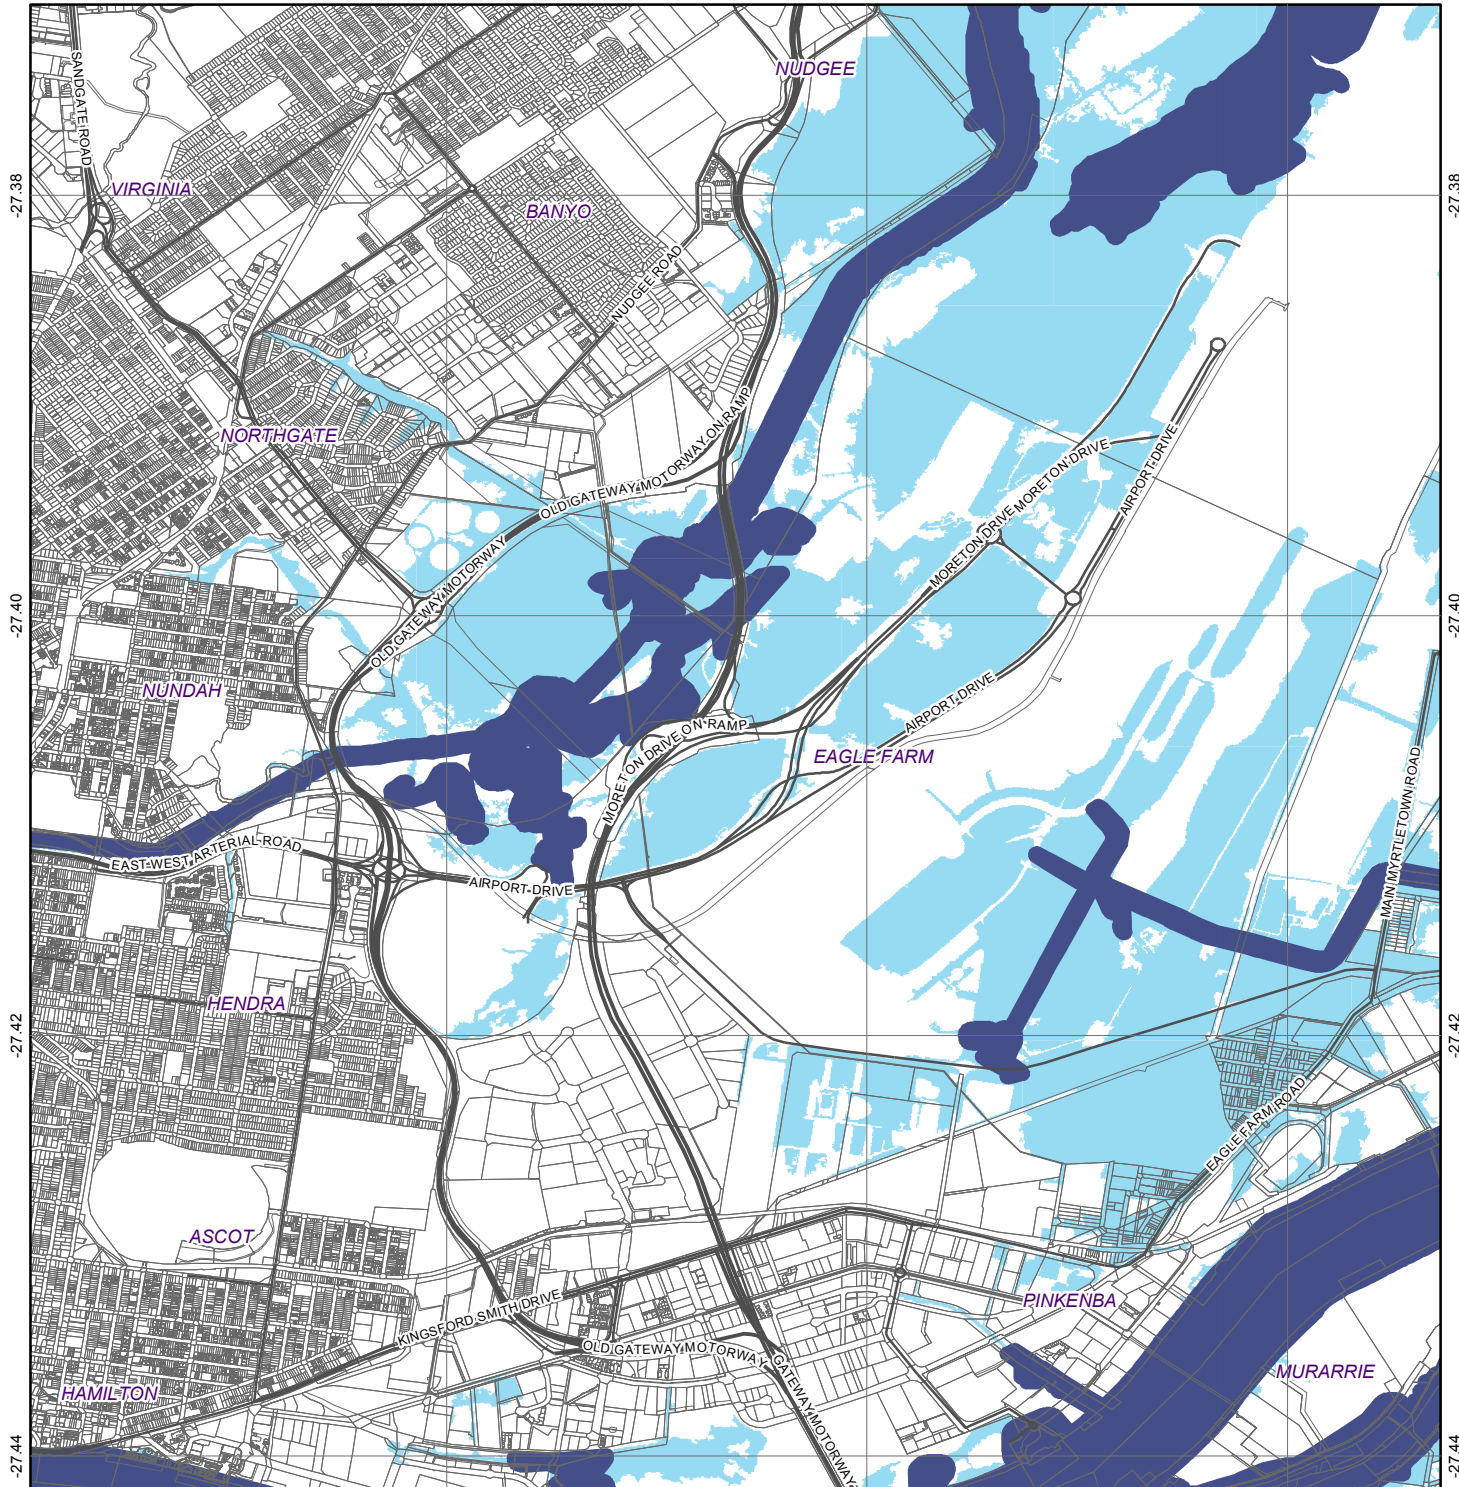 NUDGEE
SANDGATE ROAD
VIRGINIA
BANYO
-27.38
-27.38
NUDGEE ROAD
NORTHGATE
OLD GATEWAY MOTORWAY ON RAMP
MORETON DRIVE
MORETON DRIVE
AIRPORT DRIVE
OLD GATEWAY MOTORWAY
-27.40
-27.40
NUNDAH
AIRPORT DRIVE
MORETON DRIVE ON RAMP
EAGLE FARM
MAIN MYRTLETOWN ROAD
EAST WEST ARTERIAL ROAD
AIRPORT DRIVE
HENDRA
-27.42
-27.42
EAGLE FARM ROAD
ASCOT
PINKENBA
KINGSFORD SMITH DRIVE
OLD GATEWAY MOTORWAY
GATEWAY MOTORWAY
MURARRIE
HAMILTON
-27.44
-27.44